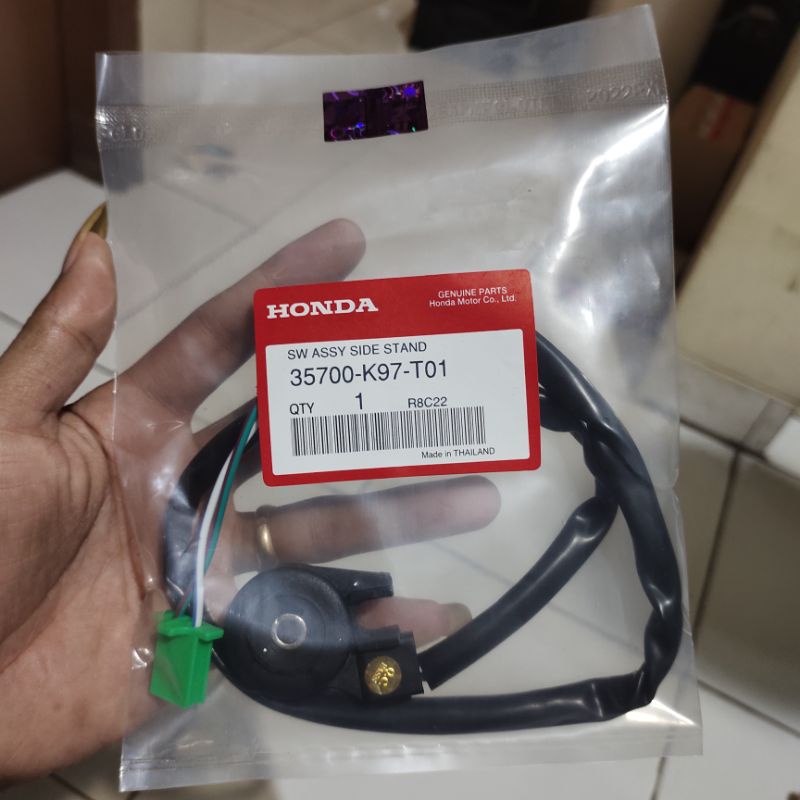 HONDA
GENUINE PARTS
Honda Motor Co., Ltd.
SW ASSY SIDE STAND
35700-K97-T01
QTY 1 R8C22
Made in THAILAND